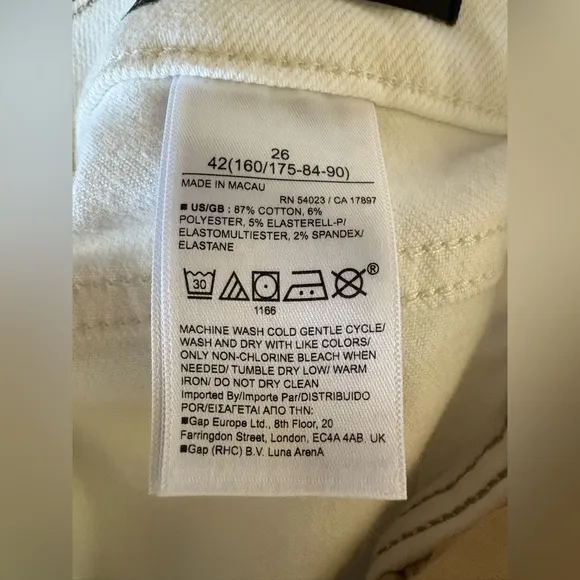 26
42(160/175-84-90)
MADE IN MACAU
RN 54023 / CA 17897
■ US/GB : 87% COTTON, 6%
POLYESTER, 5% ELASTERELL-P/
ELASTOMULTIESTER, 2% SPANDEX/
ELASTANE
30
®
1166
MACHINE WASH COLD GENTLE CYCLE/
WASH AND DRY WITH LIKE COLORS/
ONLY NON-CHLORINE BLEACH WHEN
NEEDED/ TUMBLE DRY LOW/ WARM
IRON/ DO NOT DRY CLEAN
Imported By/Importe Par/DISTRIBUIDO
POR/ΕΙΣΑΓΕΤΑΙ ΑΠΟ ΤΗΝ:
■Gap Europe Ltd., 8th Floor, 20
Farringdon Street, London, EC4A 4AB, UK
■Gap (RHC) B.V. Luna ArenA